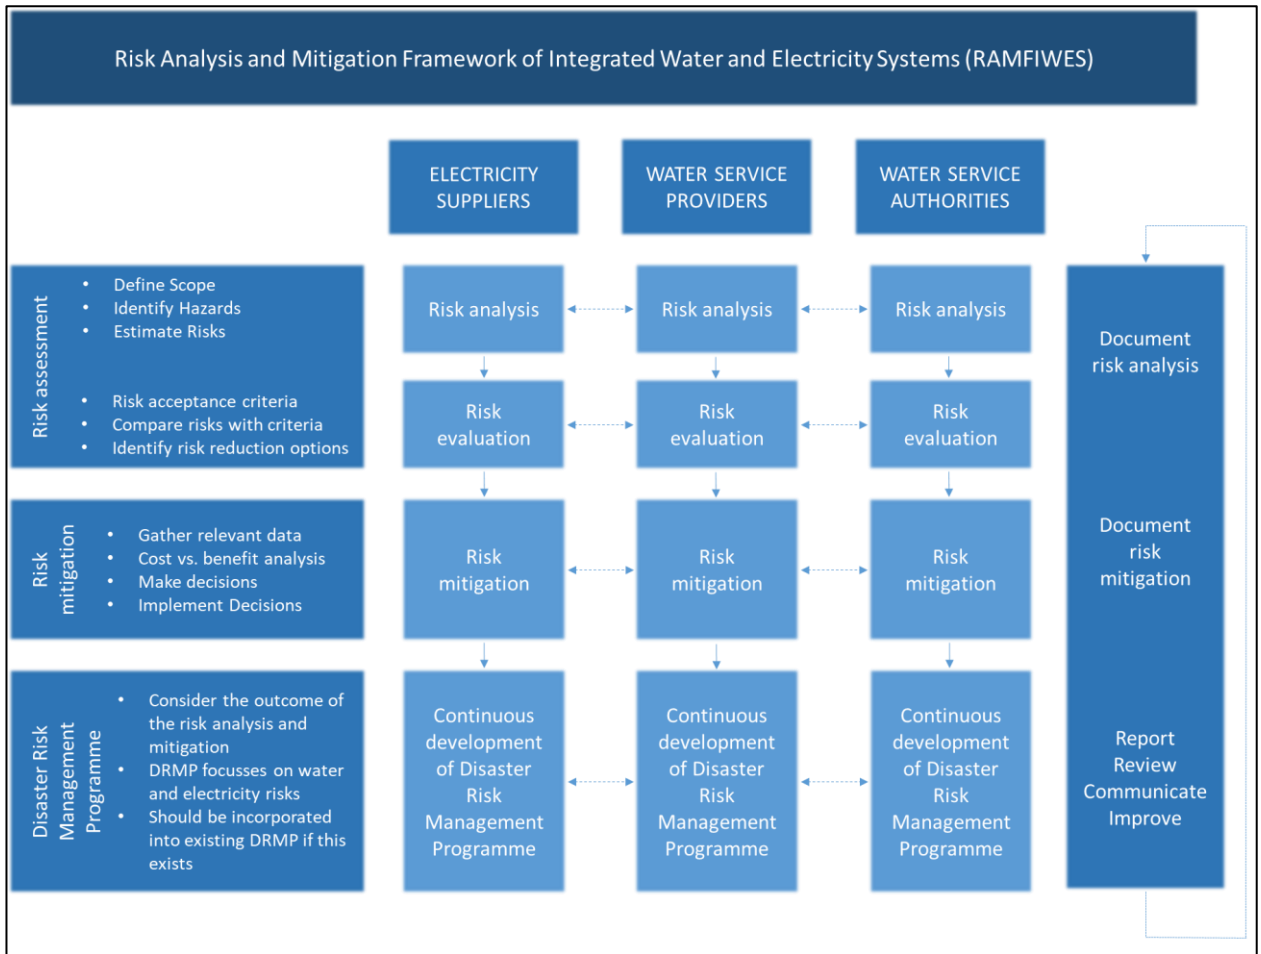 Risk Analysis and Mitigation Framework of Integrated Water and Electricity Systems (RAMFIWES)
ELECTRICITY
SUPPLIERS
WATER SERVICE
PROVIDERS
WATER SERVICE
AUTHORITIES
Risk assessment
• Define Scope
• Identify Hazards
• Estimate Risks
• Risk acceptance criteria
• Compare risks with criteria
• Identify risk reduction options
Risk analysis
Risk analysis
Risk analysis
Risk
evaluation
Risk
evaluation
Risk
evaluation
Risk
mitigation
• Gather relevant data
• Cost vs. benefit analysis
• Make decisions
• Implement Decisions
Risk
mitigation
Risk
mitigation
Risk
mitigation
Disaster Risk
Management
Programme
• Consider the outcome of
the risk analysis and
mitigation
• DRMP focusses on water
and electricity risks
• Should be incorporated
into existing DRMP if this
exists
Continuous
development
of Disaster
Risk
Management
Programme
Continuous
development
of Disaster
Risk
Management
Programme
Continuous
development
of Disaster
Risk
Management
Programme
Document
risk analysis
Document
risk
mitigation
Report
Review
Communicate
Improve